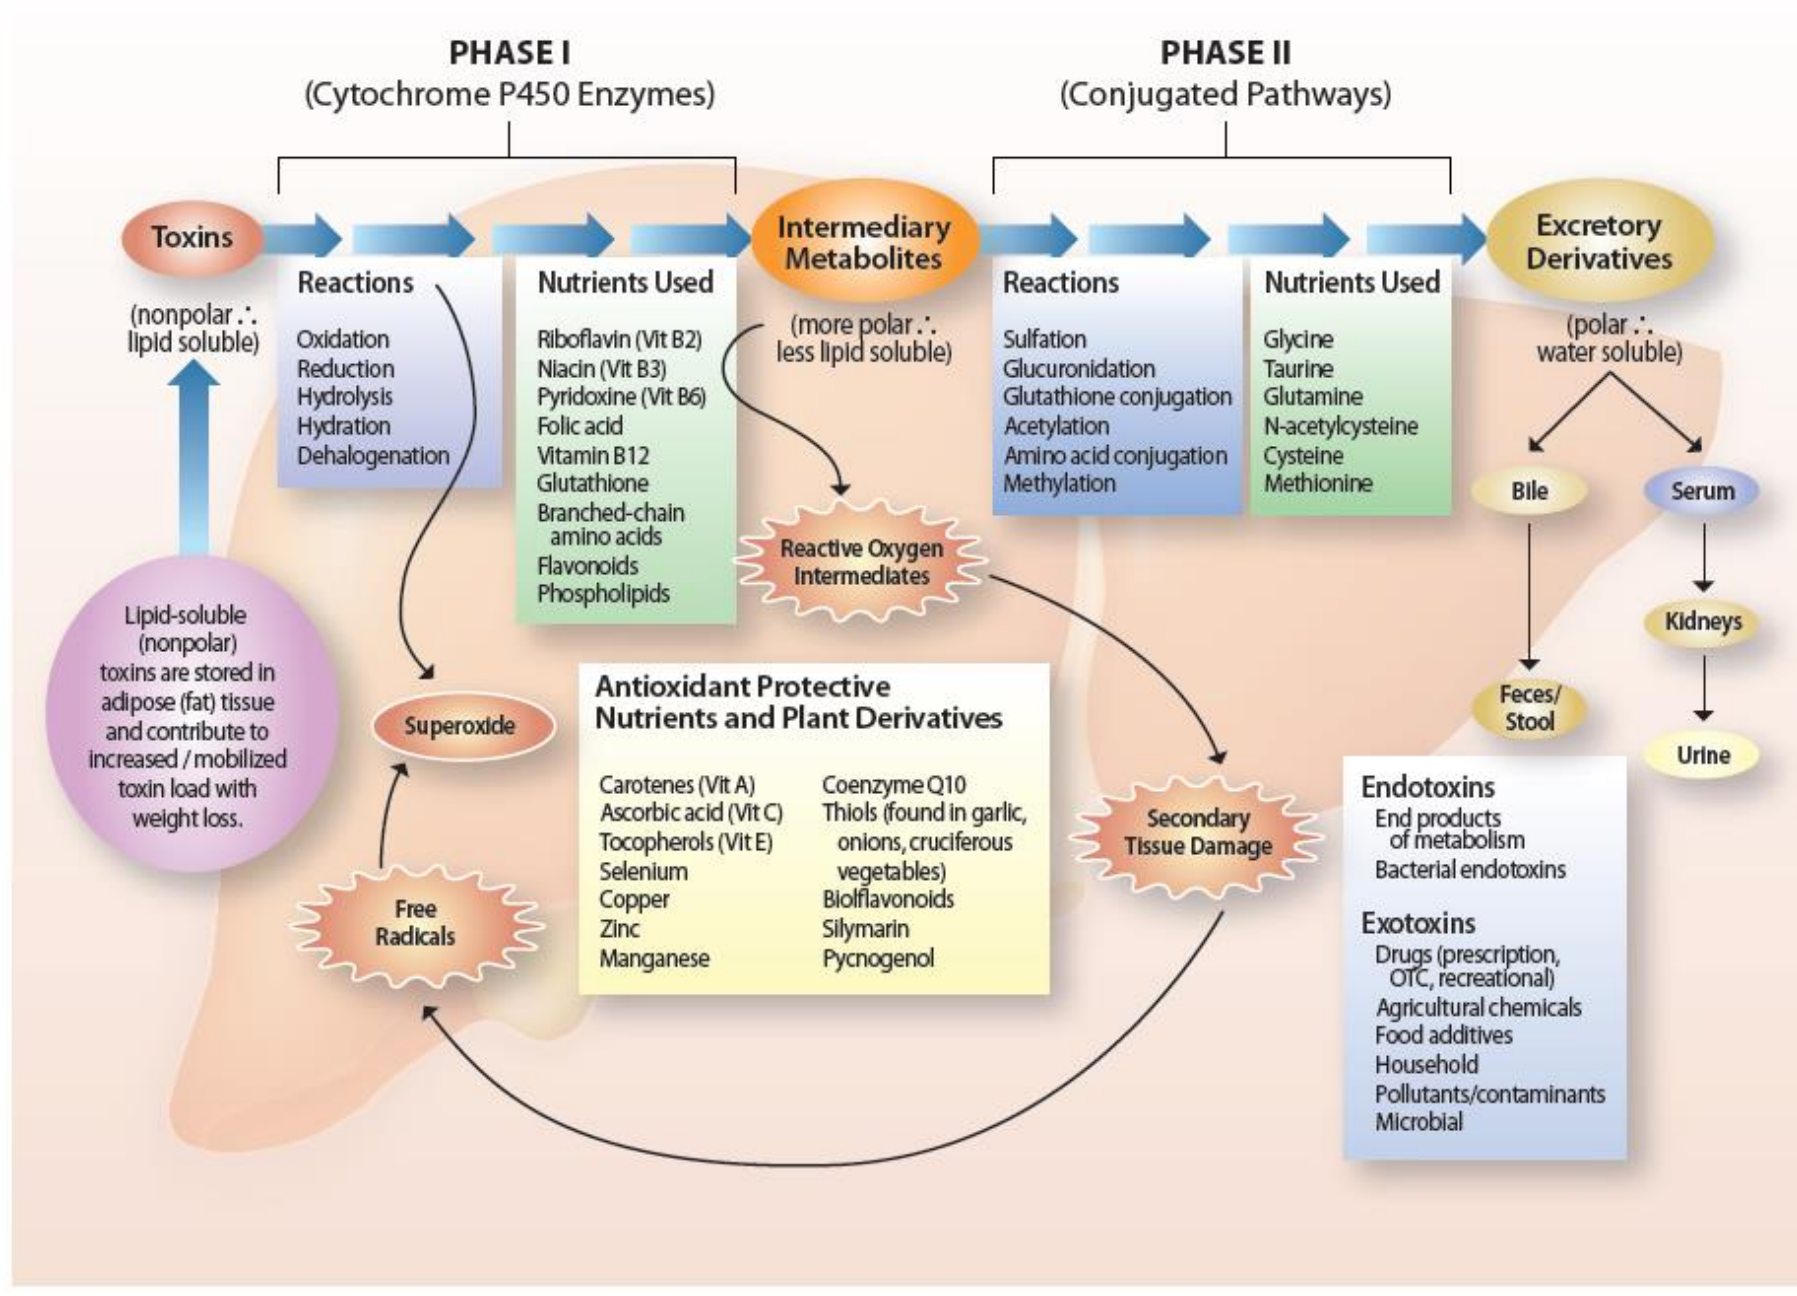 PHASE I
(Cytochrome P450 Enzymes)
PHASE II
(Conjugated Pathways)
Toxins
(nonpolar ∴
lipid soluble)
Reactions
Oxidation
Reduction
Hydrolysis
Hydration
Dehalogenation
Nutrients Used
Riboflavin (Vit B2)
Niacin (Vit B3)
Pyridoxine (Vit B6)
Folic acid
Vitamin B12
Glutathione
Branched-chain
amino acids
Flavonoids
Phospholipids
Intermediary
Metabolites
(more polar ∴
less lipid soluble)
Reactions
Sulfation
Glucuronidation
Glutathione conjugation
Acetylation
Amino acid conjugation
Methylation
Nutrients Used
Glycine
Taurine
Glutamine
N-acetylcysteine
Cysteine
Methionine
Excretory
Derivatives
(polar ∴
water soluble)
Bile
Serum
Kidneys
Feces/
Stool
Urine
Reactive Oxygen
Intermediates
Lipid-soluble
(nonpolar)
toxins are stored in
adipose (fat) tissue
and contribute to
increased / mobilized
toxin load with
weight loss.
Superoxide
Free
Radicals
Antioxidant Protective
Nutrients and Plant Derivatives
Carotenes (Vit A)
Ascorbic acid (Vit C)
Tocopherols (Vit E)
Selenium
Copper
Zinc
Manganese
Coenzyme Q10
Thiols (found in garlic,
onions, cruciferous
vegetables)
Biolflavonoids
Silymarin
Pycnogenol
Secondary
Tissue Damage
Endotoxins
End products
of metabolism
Bacterial endotoxins
Exotoxins
Drugs (prescription,
OTC, recreational)
Agricultural chemicals
Food additives
Household
Pollutants/contaminants
Microbial